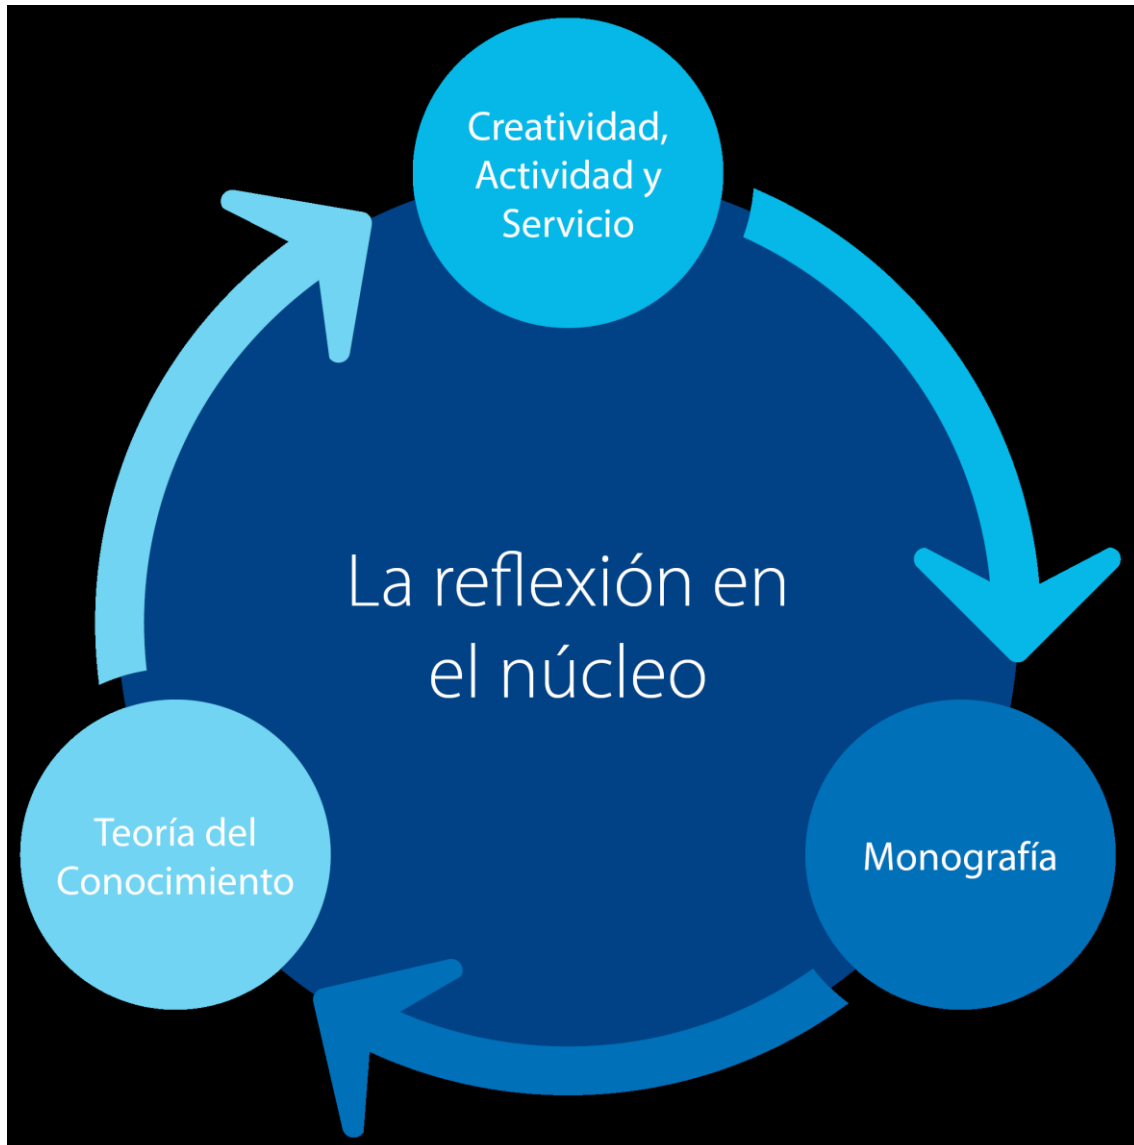 Creatividad,
Actividad y
Servicio
La reflexión en
el núcleo
Teoría del
Conocimiento
Monografía